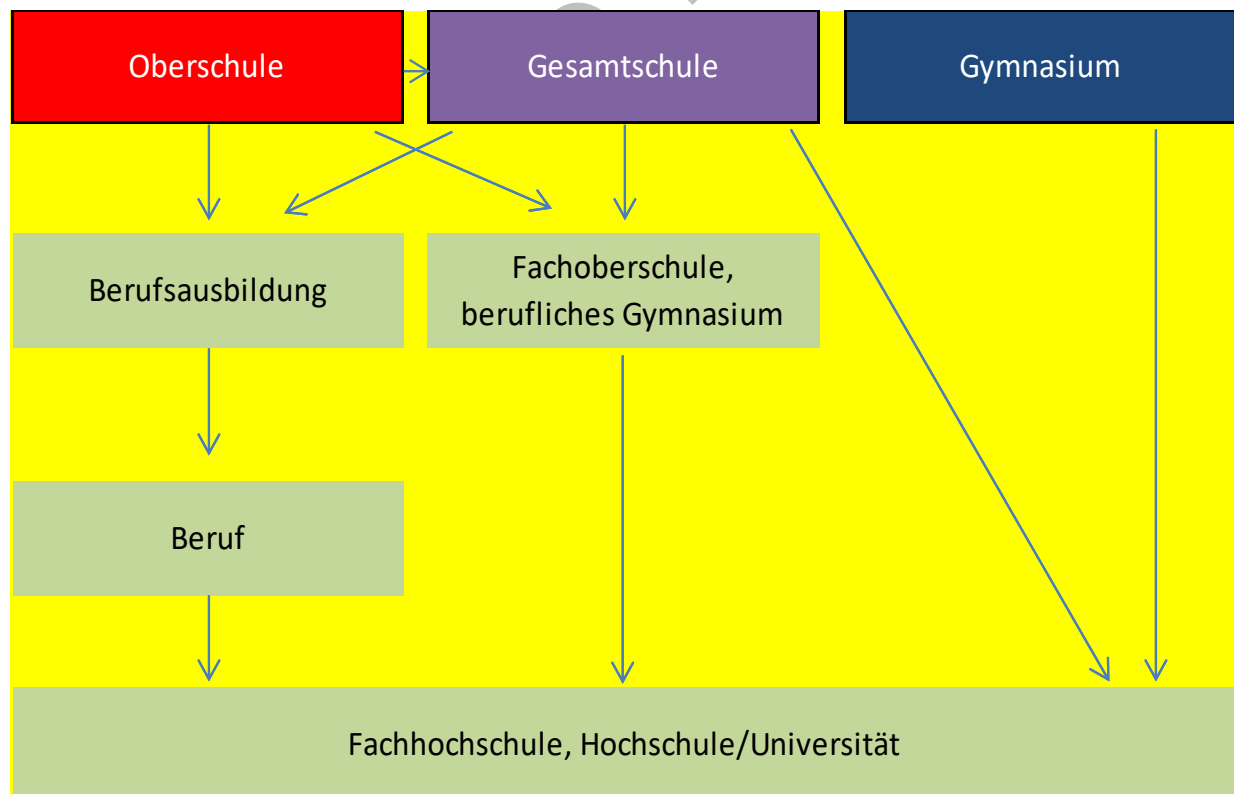 Oberschule
Gesamtschule
Gymnasium
Berufsausbildung
Fachoberschule,
berufliches Gymnasium
Beruf
Fachhochschule, Hochschule/Universität